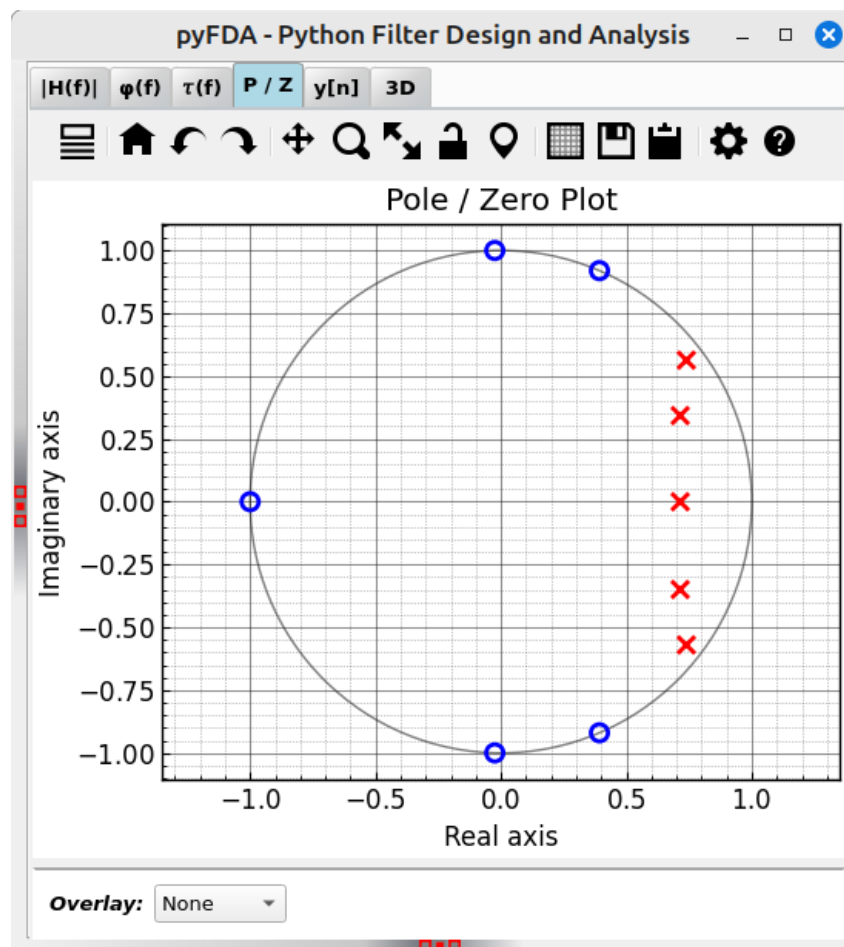 pyFDA - Python Filter Design and Analysis
|H(f)| φ(f) τ(f) P / Z y[n] 3D
Pole / Zero Plot
1.00
0.75
0.50
0.25
0.00
−0.25
−0.50
−0.75
−1.00
Imaginary axis
−1.0 −0.5 0.0 0.5 1.0
Real axis
Overlay: None